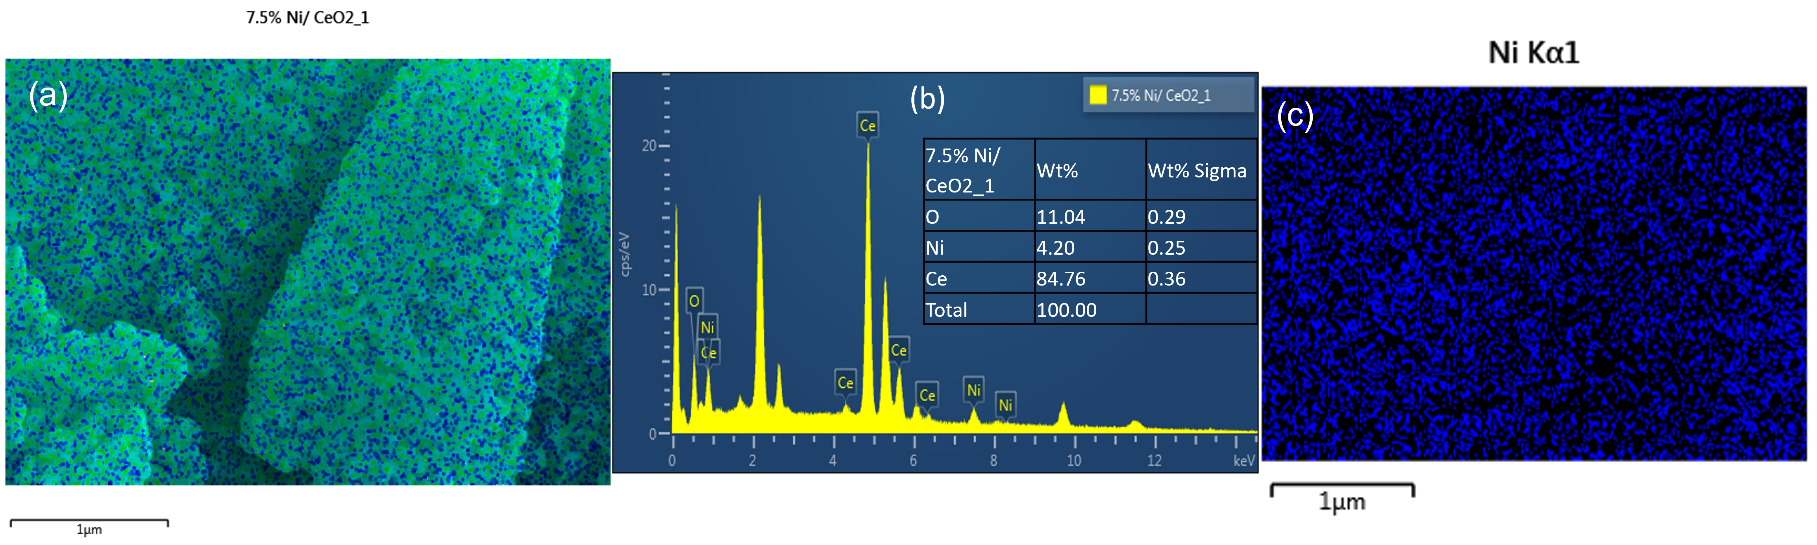 7.5% Ni/ CeO2_1
(a)
1µm
(b)
7.5% Ni/ CeO2_1
cps/eV
20
10
0
Ce
O
Ni
Ce
Ce
Ce
Ce
Ni
Ni
0 2 4 6 8 10 12 keV
7.5% Ni/
CeO2_1 Wt% Wt% Sigma
O 11.04 0.29
Ni 4.20 0.25
Ce 84.76 0.36
Total 100.00
Ni Kα1
(c)
1µm